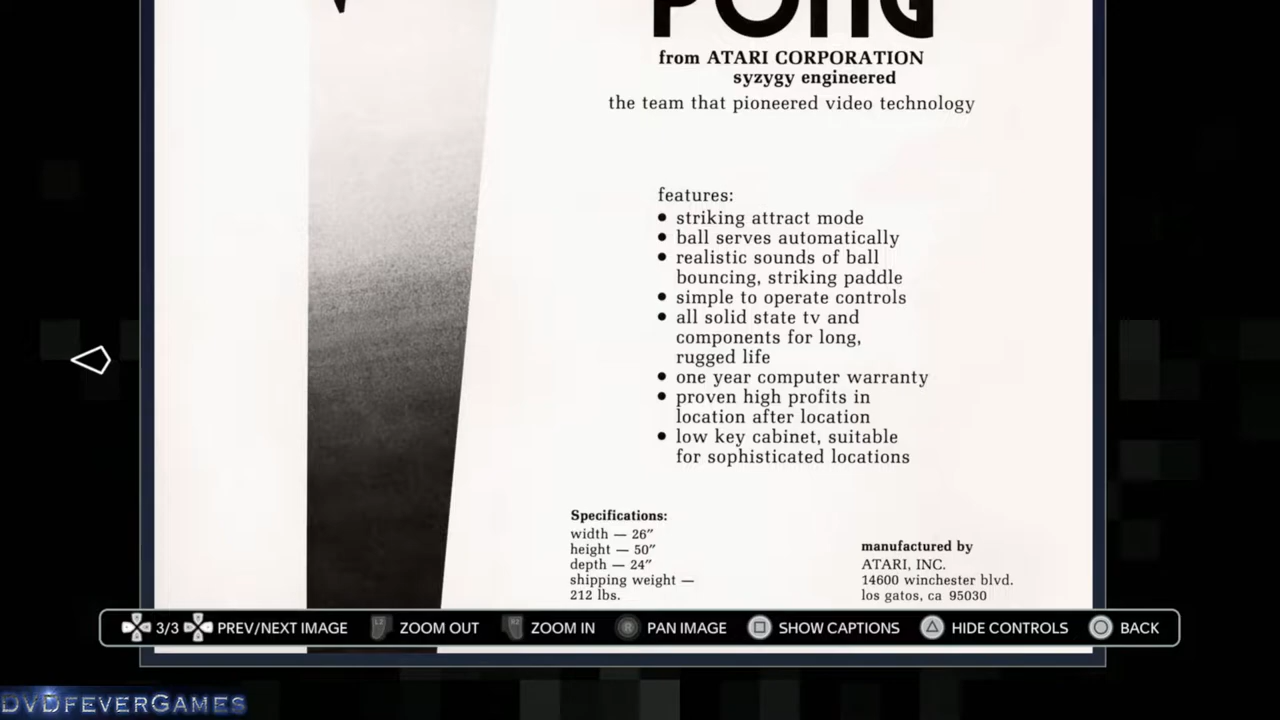 PONG
from ATARI CORPORATION
syzygy engineered
the team that pioneered video technology
features:
• striking attract mode
• ball serves automatically
• realistic sounds of ball
bouncing, striking paddle
• simple to operate controls
• all solid state tv and
components for long,
rugged life
• one year computer warranty
• proven high profits in
location after location
• low key cabinet, suitable
for sophisticated locations
Specifications:
width — 26″
height — 50″
depth — 24″
shipping weight —
212 lbs.
manufactured by
ATARI, INC.
14600 winchester blvd.
los gatos, ca 95030
3/3 PREV/NEXT IMAGE L2 ZOOM OUT R2 ZOOM IN R PAN IMAGE SHOW CAPTIONS HIDE CONTROLS BACK
DVDFEVERGAMES